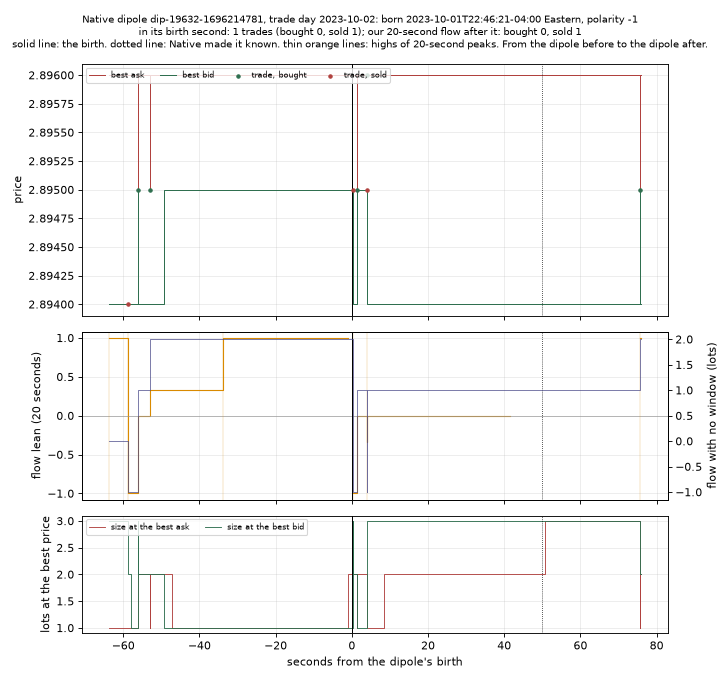 Native dipole dip-19632-1696214781, trade day 2023-10-02: born 2023-10-01T22:46:21-04:00 Eastern, polarity -1
in its birth second: 1 trades (bought 0, sold 1); our 20-second flow after it: bought 0, sold 1
solid line: the birth. dotted line: Native made it known. thin orange lines: highs of 20-second peaks. From the dipole before to the dipole after.
best ask best bid trade, bought trade, sold
2.89600
2.89575
2.89550
2.89525
2.89500
2.89475
2.89450
2.89425
2.89400
price
1.0
0.5
0.0
−0.5
−1.0
flow lean (20 seconds)
2.0
1.5
1.0
0.5
0.0
−0.5
−1.0
flow with no window (lots)
size at the best ask size at the best bid
3.0
2.5
2.0
1.5
1.0
lots at the best price
−60 −40 −20 0 20 40 60 80
seconds from the dipole's birth